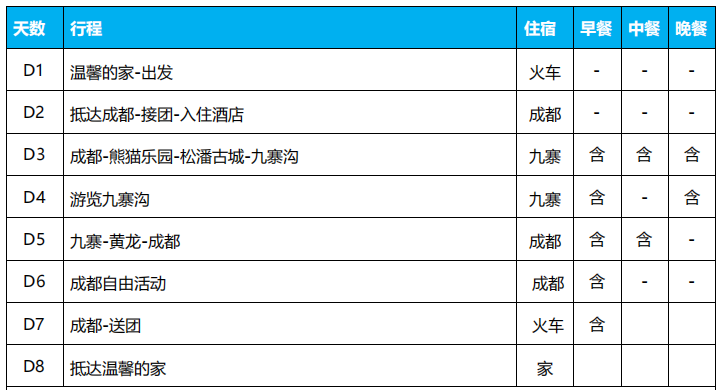 天数 行程 住宿 早餐 中餐 晚餐
D1 温馨的家-出发 火车 - - -
D2 抵达成都-接团-入住酒店 成都 - - -
D3 成都-熊猫乐园-松潘古城-九寨沟 九寨 含 含 含
D4 游览九寨沟 九寨 含 - 含
D5 九寨-黄龙-成都 成都 含 含 -
D6 成都自由活动 成都 含 - -
D7 成都-送团 火车 含
D8 抵达温馨的家 家